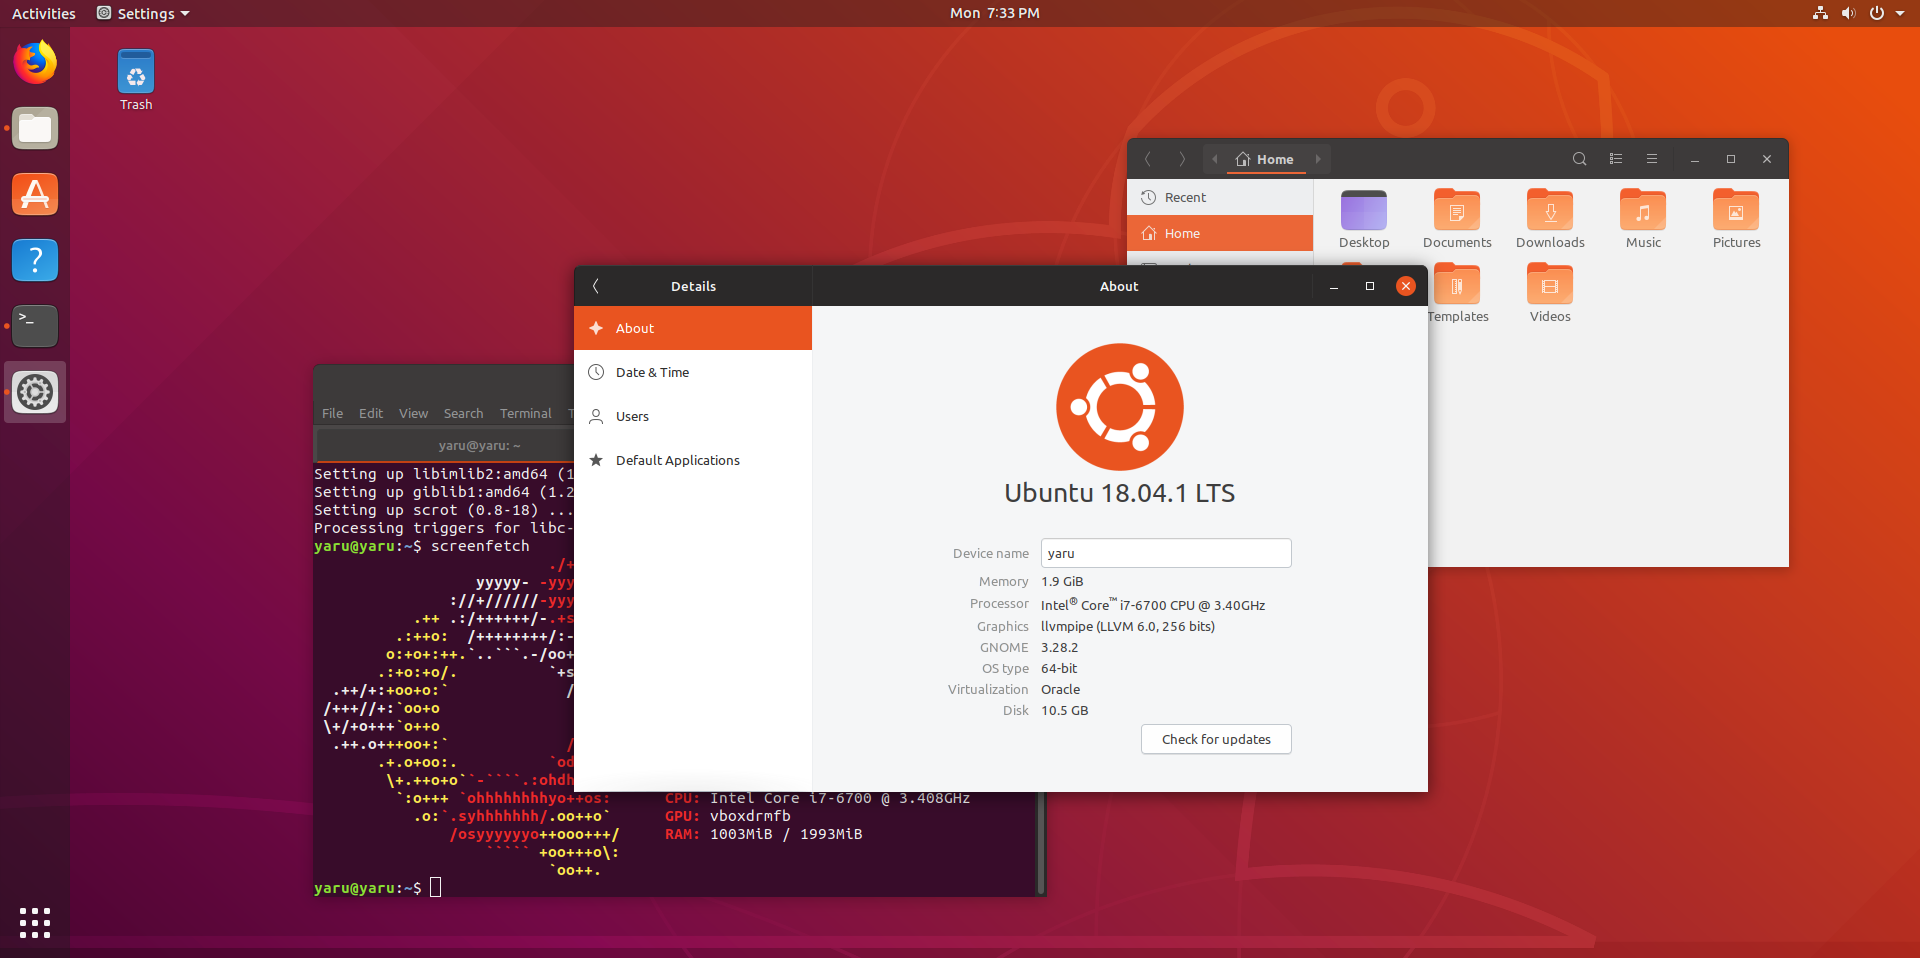 Activities
Settings
Mon 7:33 PM
Trash
Home
Recent
Home
Desktop
Documents
Downloads
Music
Pictures
Templates
Videos
Details
About
About
Date & Time
Users
Default Applications
Ubuntu 18.04.1 LTS
Device name yaru
Memory 1.9 GiB
Processor Intel® Core™ i7-6700 CPU @ 3.40GHz
Graphics llvmpipe (LLVM 6.0, 256 bits)
GNOME 3.28.2
OS type 64-bit
Virtualization Oracle
Disk 10.5 GB
Check for updates
File Edit View Search Terminal T
yaru@yaru: ~
Setting up libimlib2:amd64 (1
Setting up giblib1:amd64 (1.2
Setting up scrot (0.8-18) ...
Processing triggers for libc-
yaru@yaru:~$ screenfetch
./+
yyyyy- -yyy
://+//////-yyy
.++ .:/++++++/-.+s
.:++o:  /++++++++/:-
o:+o+:++.`..```.-/oo+
.:+o:+o/.          `+s
.++/+:+oo+o:`             /
/+++//+:`oo+o
\+/+o+++`o++o
.++.o+++oo+:`             /
.+.o+oo:.          `od
\+.++o+o``-````.:ohdh
`:o+++ `ohhhhhhhhyo++os:      CPU: Intel Core i7-6700 @ 3.408GHz
.o:`.syhhhhhhh/.oo++o`      GPU: vboxdrmfb
/osyyyyyyo++ooo+++/     RAM: 1003MiB / 1993MiB
````` +oo+++o\:
`oo++.
yaru@yaru:~$